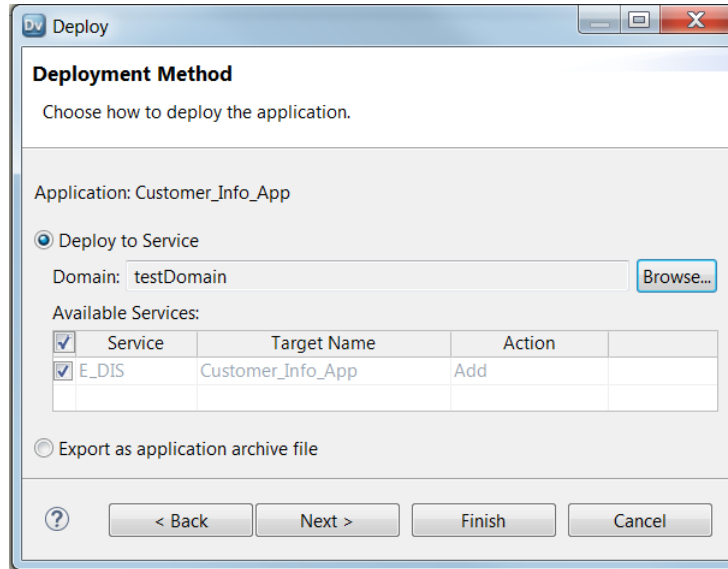 Dv Deploy
Deployment Method
Choose how to deploy the application.
Application: Customer_Info_App
Deploy to Service
Domain: testDomain Browse...
Available Services:
Service Target Name Action
E_DIS Customer_Info_App Add
Export as application archive file
? < Back Next > Finish Cancel